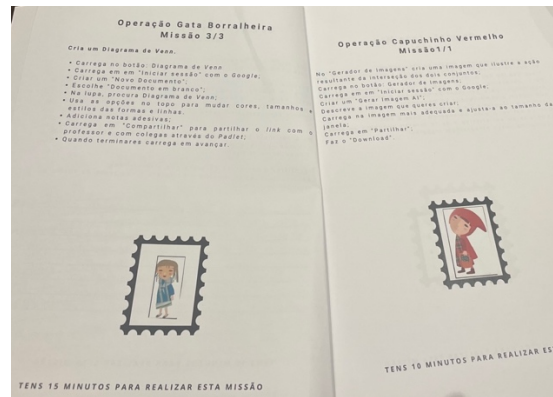 Operação Gata Borralheira
Missão 3/3
Cria um Diagrama de Venn.
• Carrega no botão: Diagrama de Venn
• Carrega em em "Iniciar sessão" com o Google;
• Criar um "Novo Documento";
• Escolhe "Documento em branco";
• Na lupa, procura Diagrama de Venn;
• Usa as opções no topo para mudar cores, tamanhos e
estilos das formas e linhas.
• Adiciona notas adesivas;
• Carrega em "Compartilhar" para partilhar o link com o
professor e com colegas através do Padlet;
• Quando terminares carrega em avançar.
TENS 15 MINUTOS PARA REALIZAR ESTA MISSÃO
Operação Capuchinho Vermelho
Missão1/1
No "Gerador de Imagens" cria uma imagem que ilustre a ação
resultante da interseção dos dois conjuntos;
Carrega no botão: Gerador de Imagens;
Carrega em em "Iniciar sessão" com o Google;
Criar um "Gerar Imagem AI";
Descreve a imagem que queres criar;
Carrega na imagem mais adequada e ajusta-a ao tamanho da
janela;
Carrega em "Partilhar";
Faz o "Download"
TENS 10 MINUTOS PARA REALIZAR